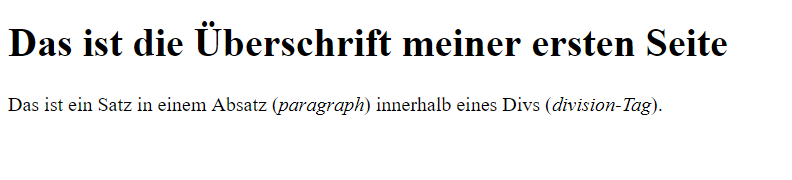 Das ist die Überschrift meiner ersten Seite
Das ist ein Satz in einem Absatz (paragraph) innerhalb eines Divs (division-Tag).